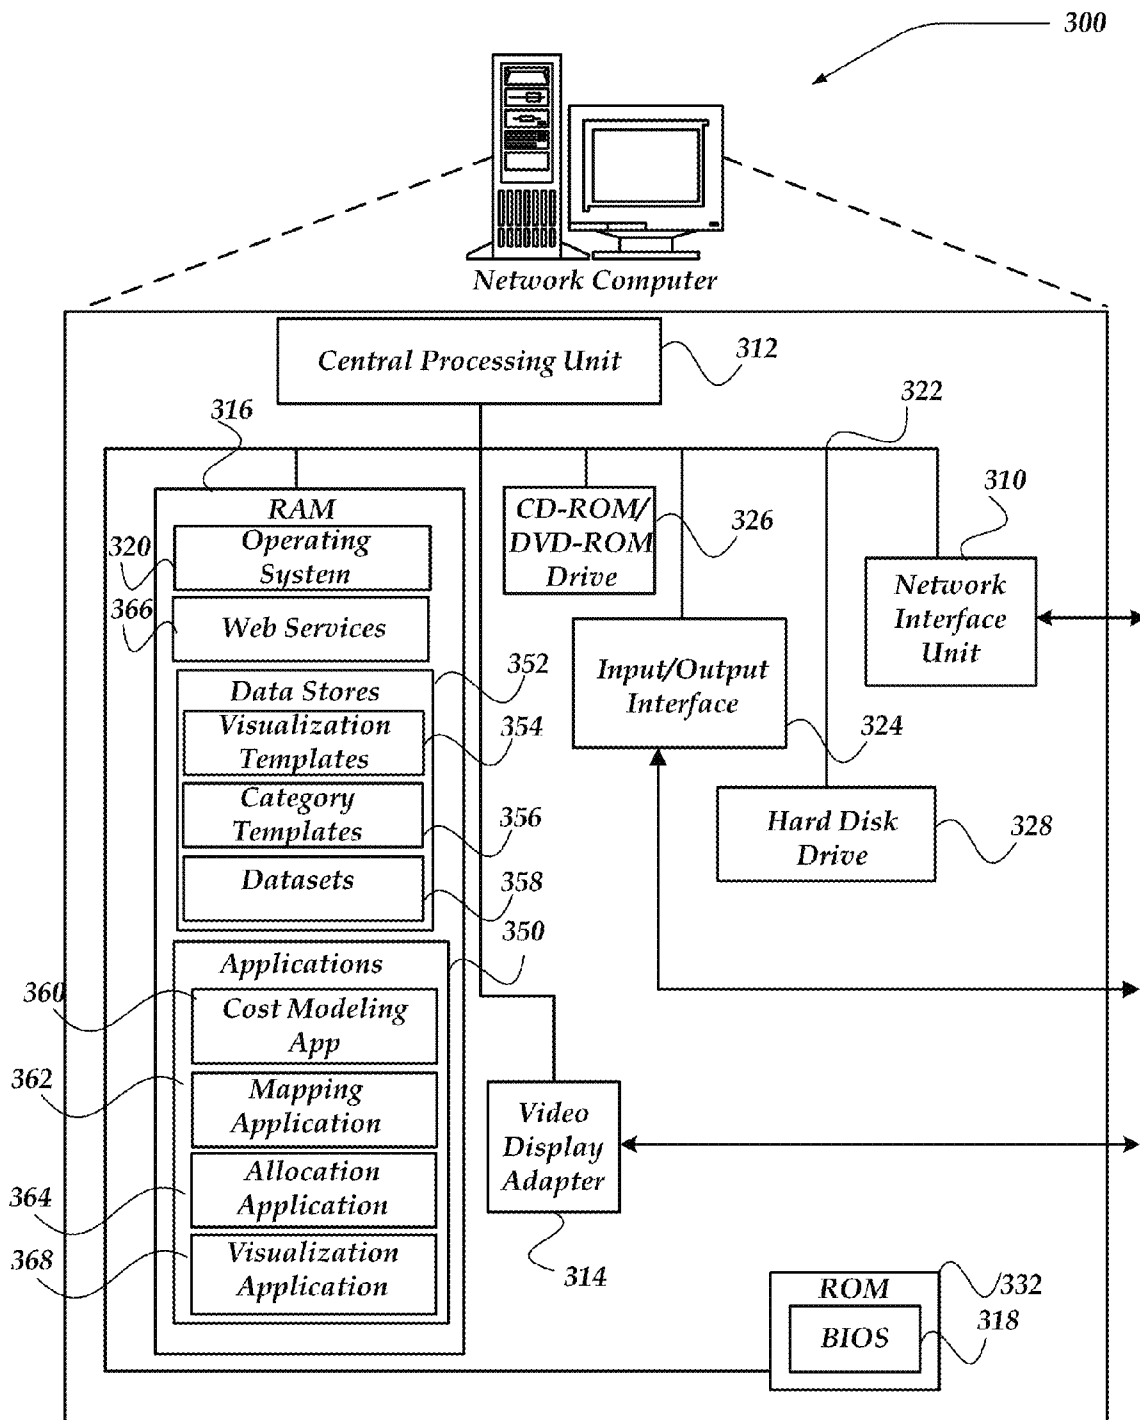 300
Network Computer
Central Processing Unit
312
316
322
RAM
CD-ROM/
DVD-ROM
Drive
326
310
320
Operating
System
Network
Interface
Unit
366
Web Services
Input/Output
Interface
324
352
Data Stores
Visualization
Templates
354
Category
Templates
356
Hard Disk
Drive
328
Datasets
358
350
Applications
360
Cost Modeling
App
362
Mapping
Application
Video
Display
Adapter
364
Allocation
Application
368
Visualization
Application
314
332
ROM
BIOS
318